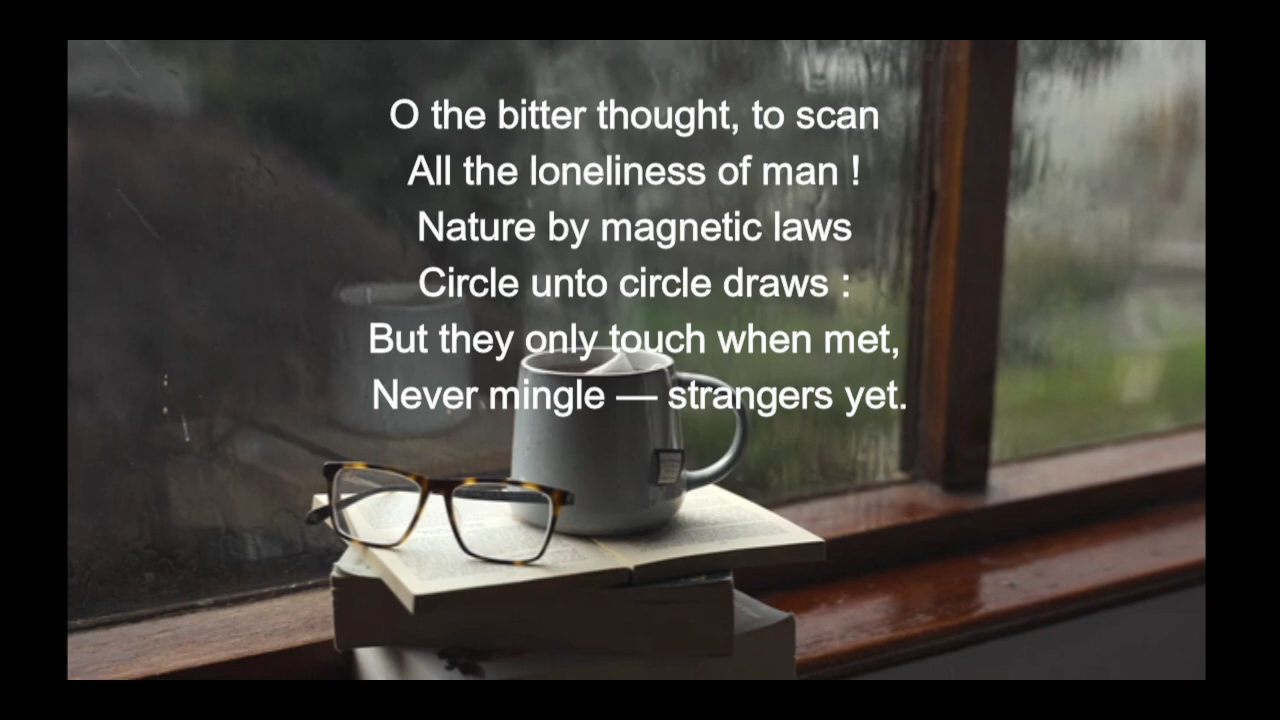 O the bitter thought, to scan
All the loneliness of man !
Nature by magnetic laws
Circle unto circle draws :
But they only touch when met,
Never mingle — strangers yet.